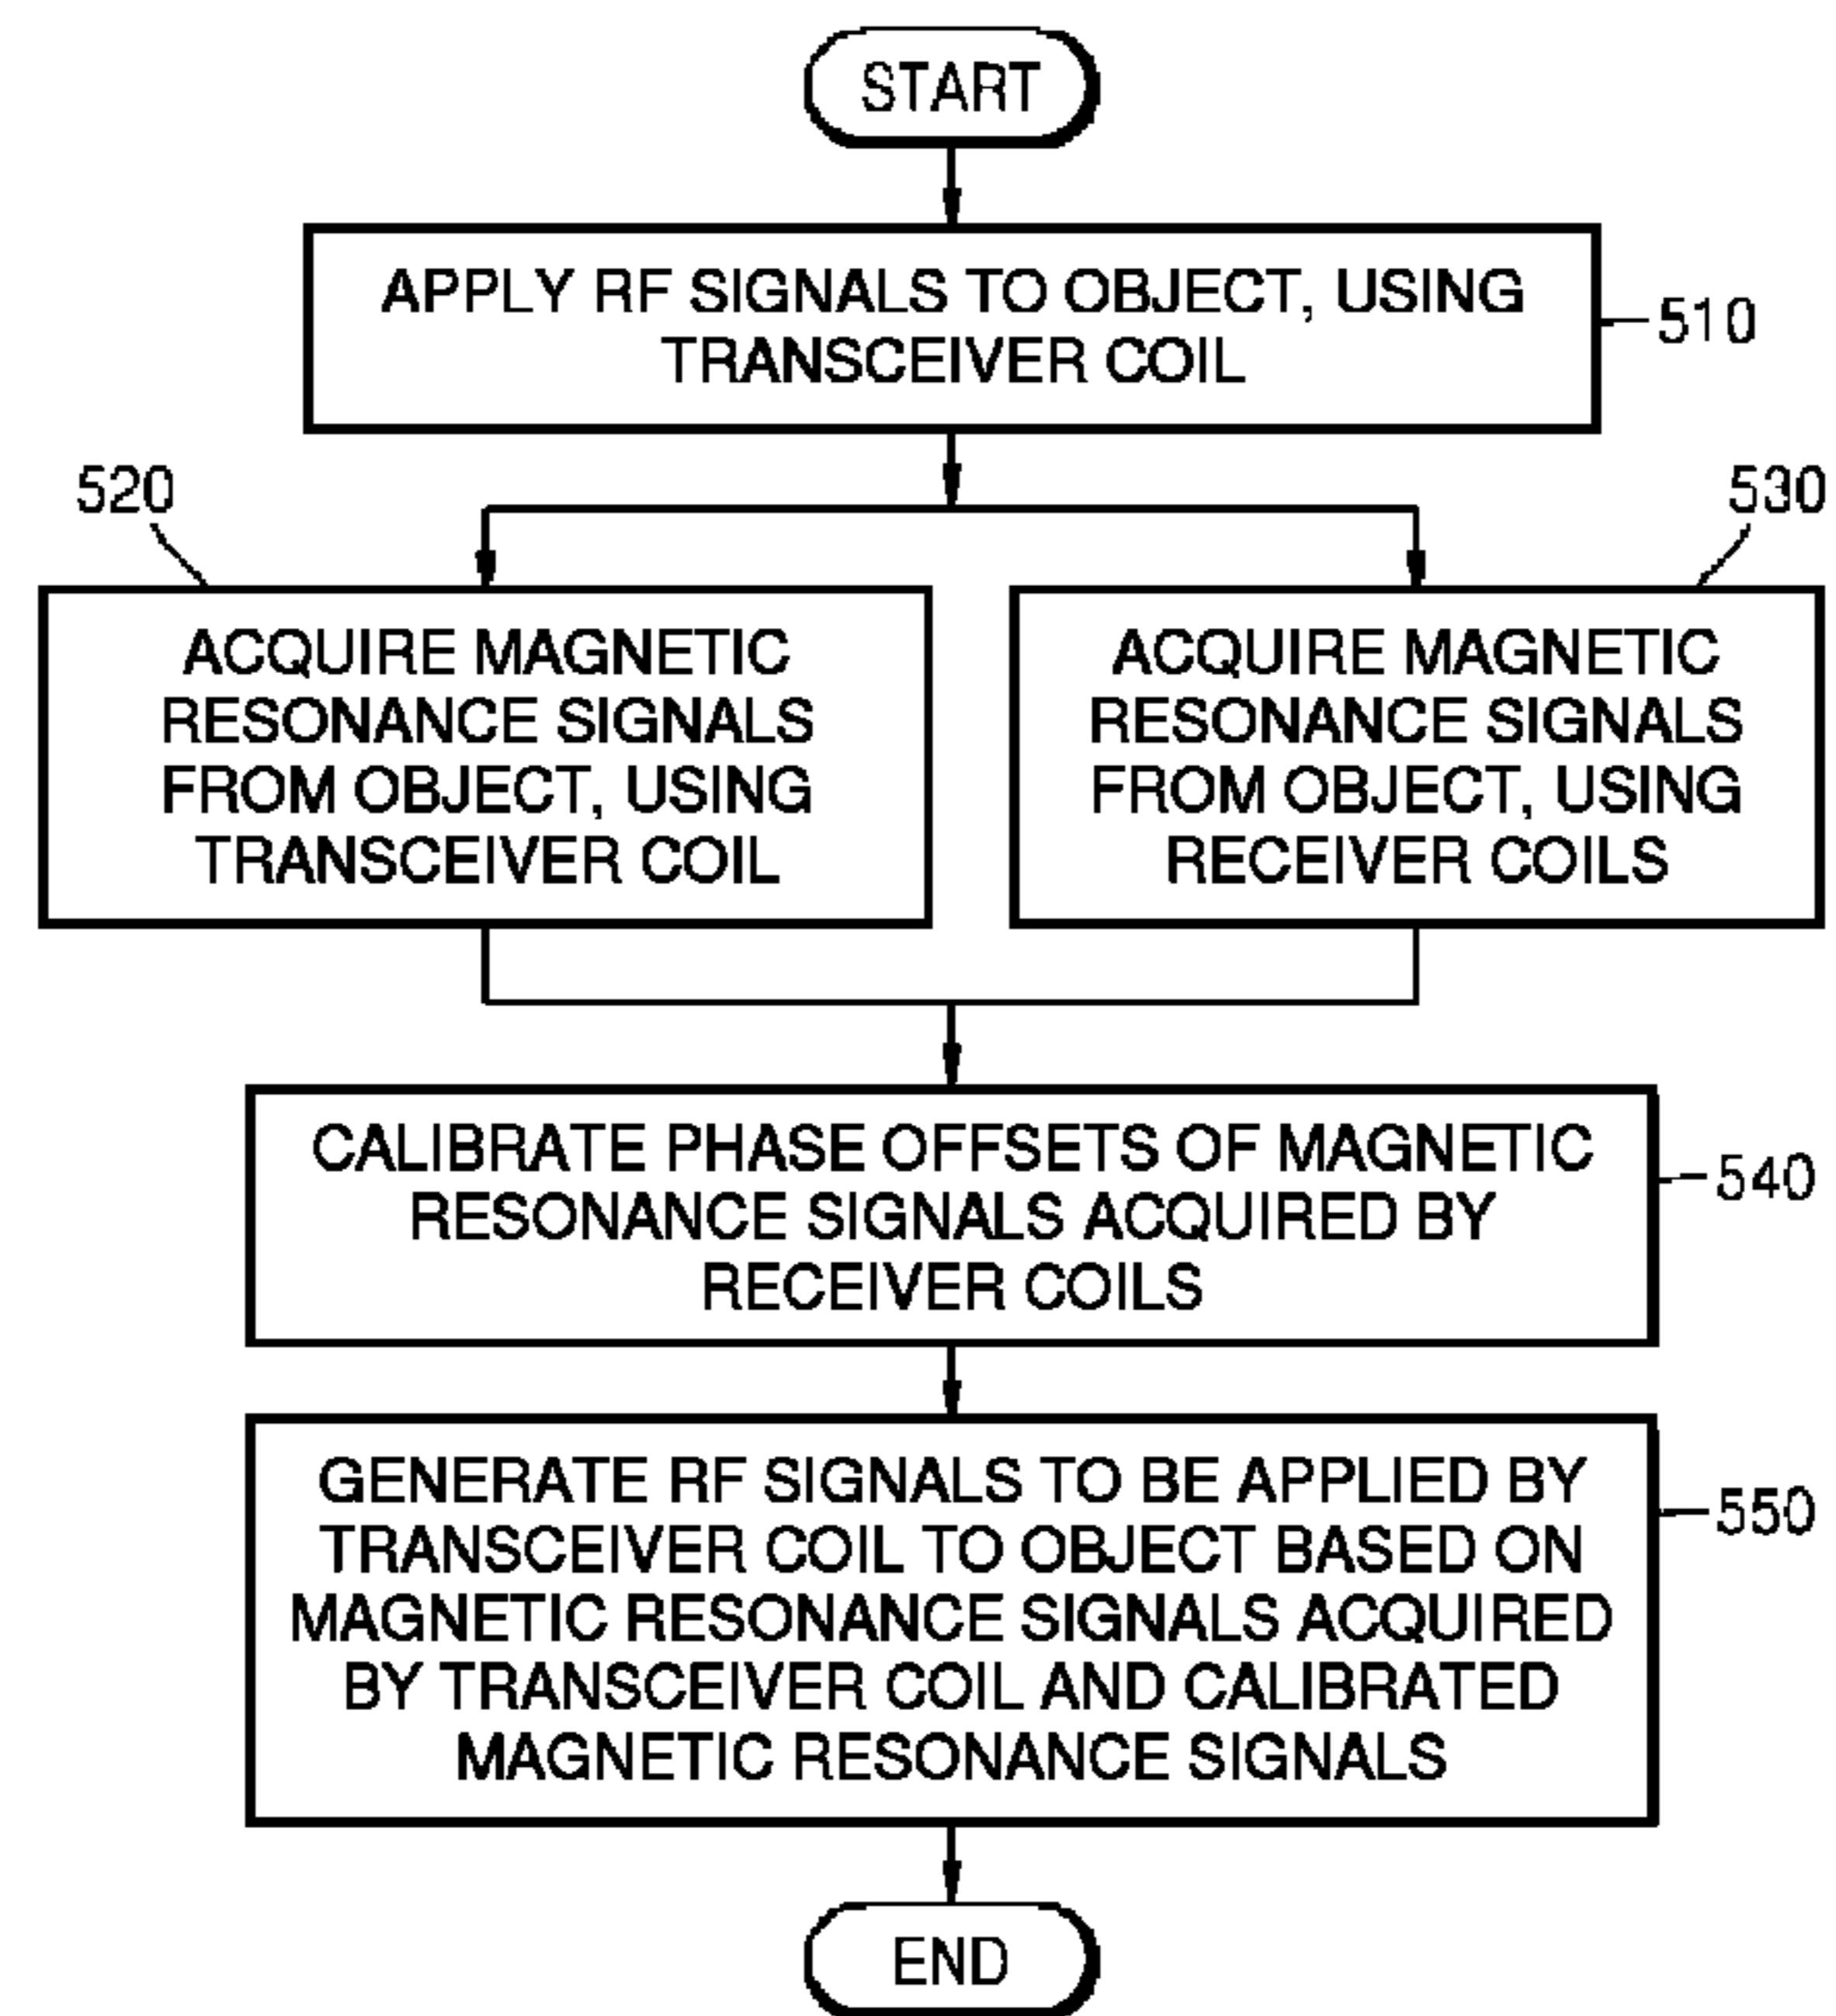 START
APPLY RF SIGNALS TO OBJECT, USING
TRANSCEIVER COIL
510
520
530
ACQUIRE MAGNETIC
RESONANCE SIGNALS
FROM OBJECT, USING
TRANSCEIVER COIL
ACQUIRE MAGNETIC
RESONANCE SIGNALS
FROM OBJECT, USING
RECEIVER COILS
CALIBRATE PHASE OFFSETS OF MAGNETIC
RESONANCE SIGNALS ACQUIRED BY
RECEIVER COILS
540
GENERATE RF SIGNALS TO BE APPLIED BY
TRANSCEIVER COIL TO OBJECT BASED ON
MAGNETIC RESONANCE SIGNALS ACQUIRED
BY TRANSCEIVER COIL AND CALIBRATED
MAGNETIC RESONANCE SIGNALS
550
END